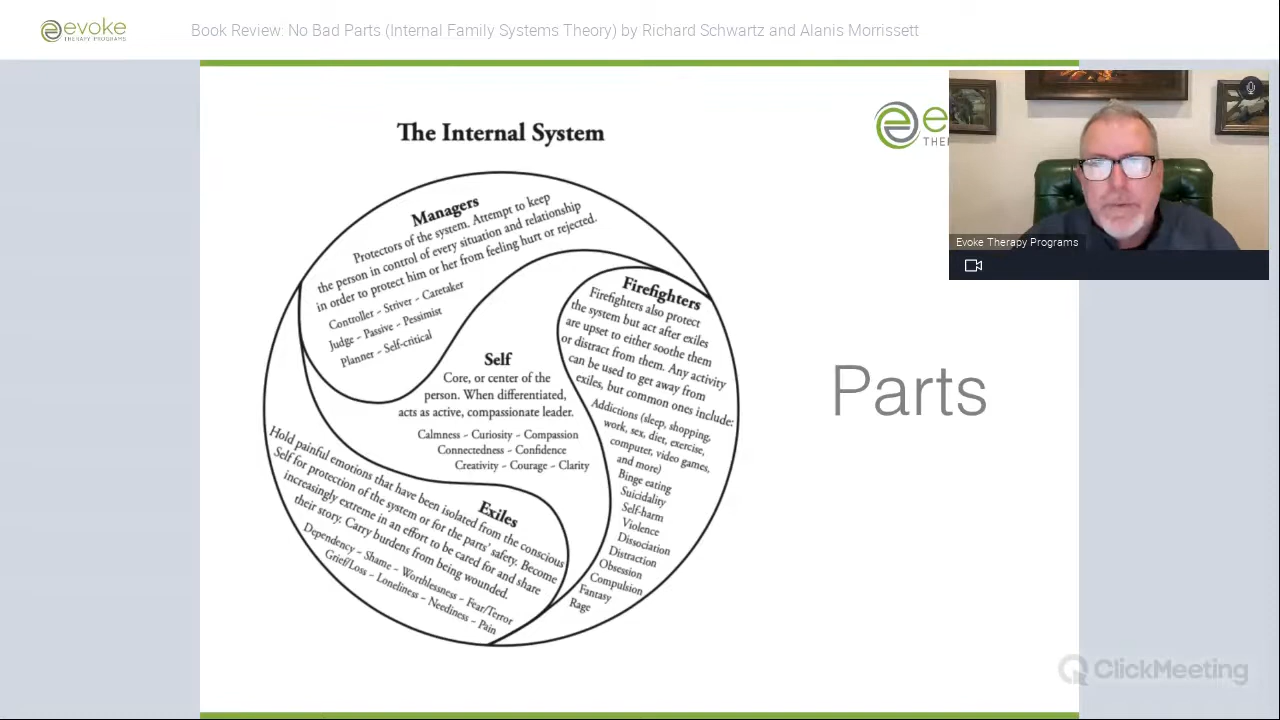 evoke
THERAPY PROGRAMS
Book Review: No Bad Parts (Internal Family Systems Theory) by Richard Schwartz and Alanis Morrissett
The Internal System
e
THE
Evoke Therapy Programs
Managers
Protectors of the system. Attempt to keep
the person in control of every situation and relationship
in order to protect him or her from feeling hurt or rejected.
Controller - Striver - Caretaker
Judge - Passive - Pessimist
Planner - Self-critical
Firefighters
Firefighters also protect
the system but act after exiles
are upset to either soothe them
or distract from them. Any activity
can be used to get away from
exiles, but common ones include:
Addictions (sleep, shopping,
work, sex, diet, exercise,
computer, video games,
and more)
Binge eating
Suicidality
Self-harm
Violence
Dissociation
Distraction
Obsession
Compulsion
Fantasy
Rage
Self
Core, or center of the
person. When differentiated,
acts as active, compassionate leader.
Calmness - Curiosity - Compassion
Connectedness - Confidence
Creativity - Courage - Clarity
Exiles
Hold painful emotions that have been isolated from the conscious
Self for protection of the system or for the parts' safety. Become
increasingly extreme in an effort to be cared for and share
their story. Carry burdens from being wounded.
Dependency - Shame - Worthlessness - Fear/Terror
Grief/Loss - Loneliness - Neediness - Pain
Parts
ClickMeeting